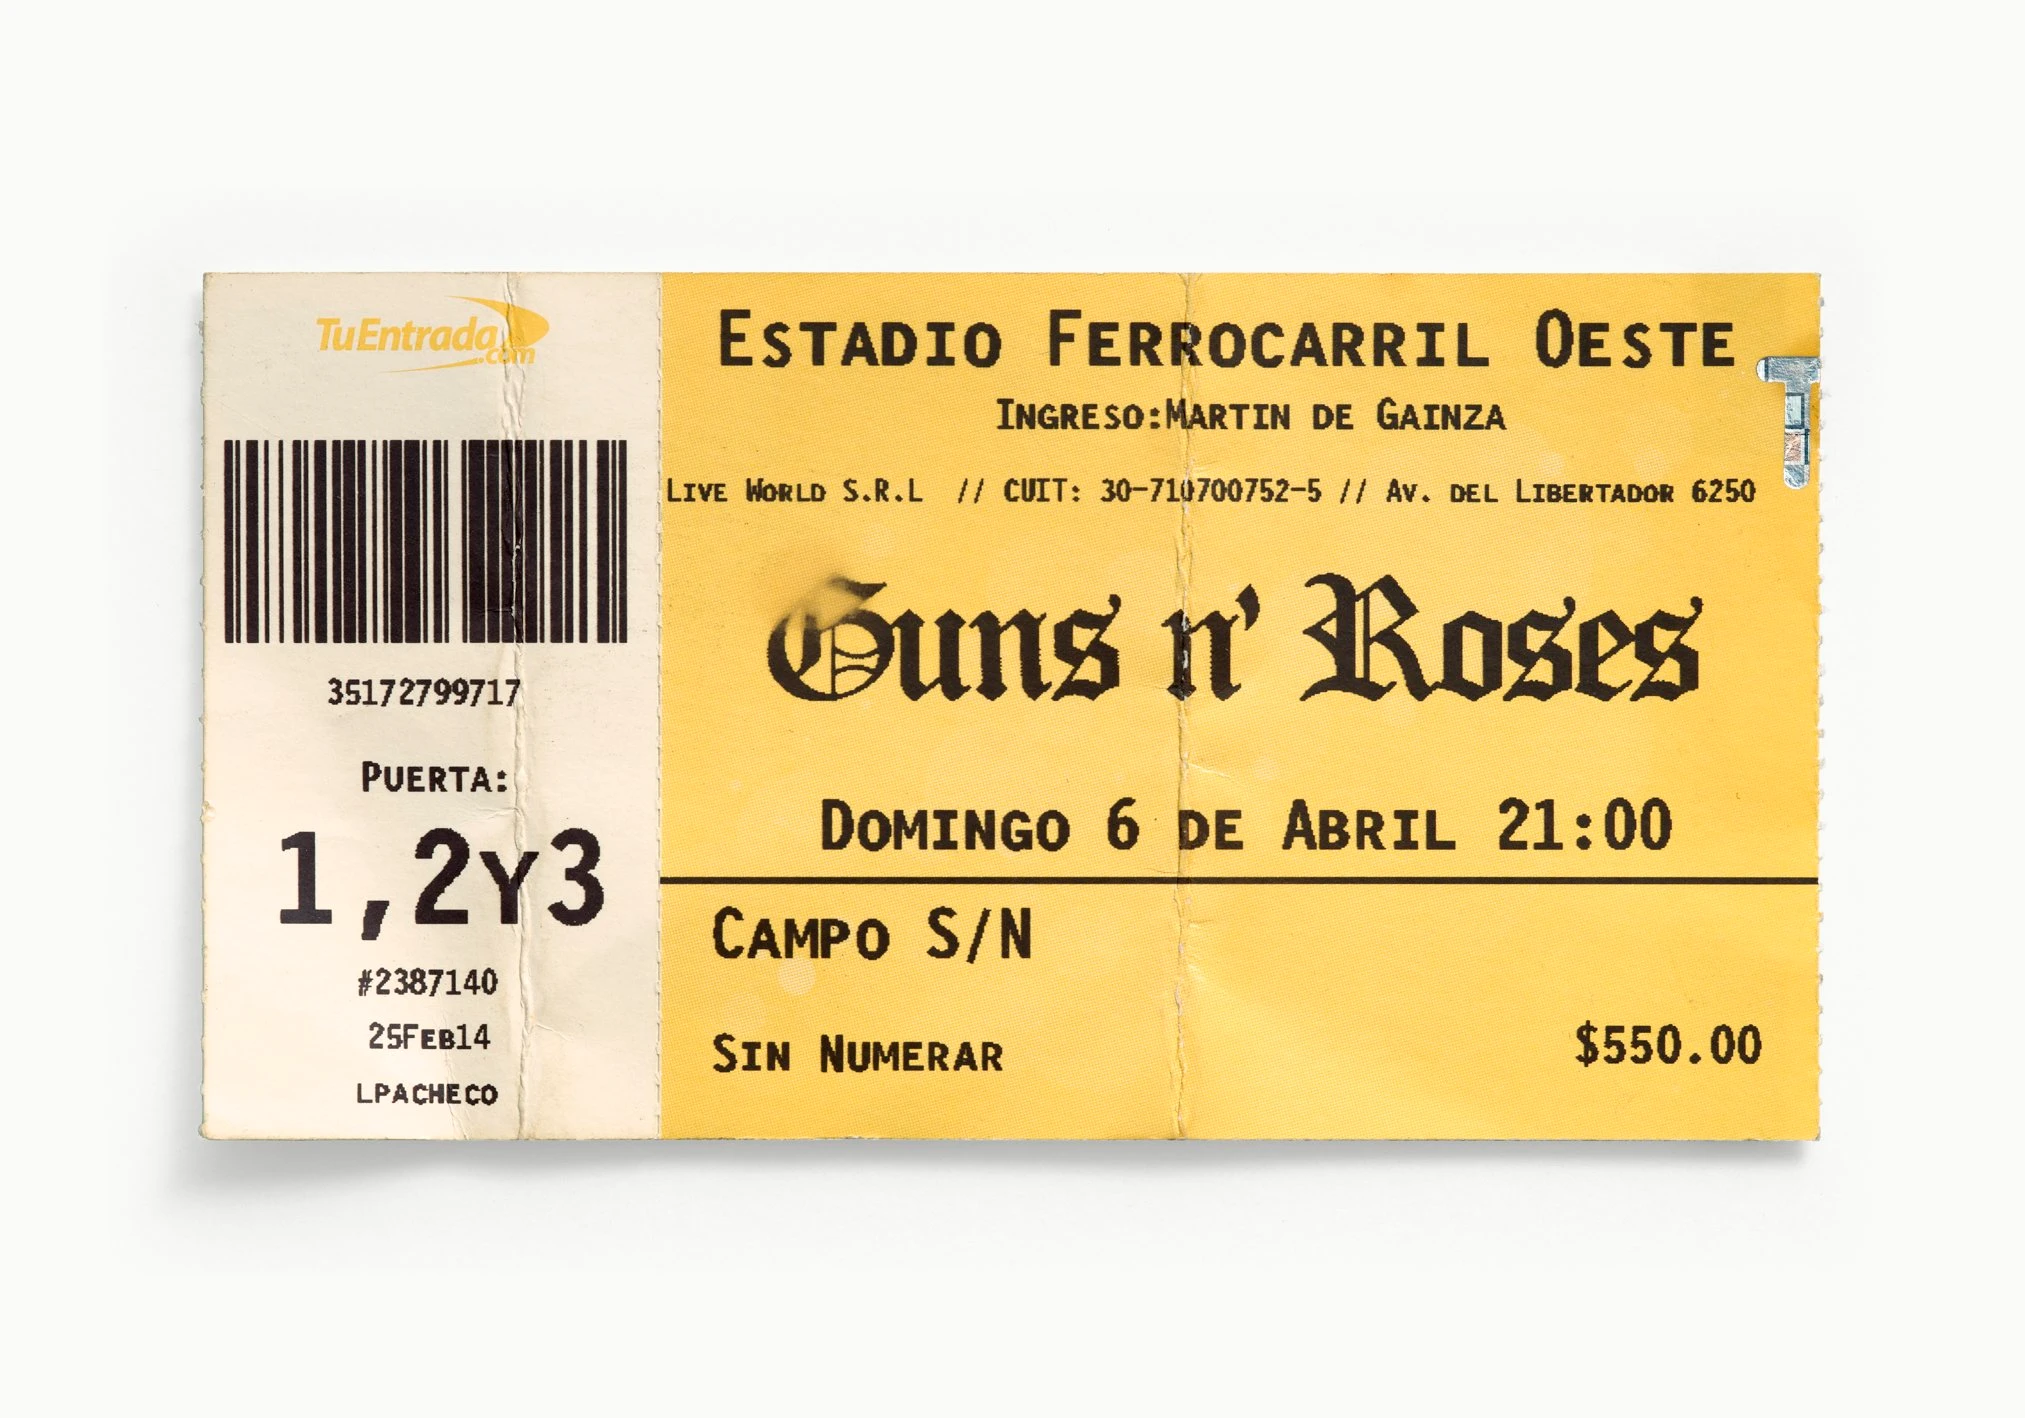 TuEntrada.com
35172799717
PUERTA:
1,2Y3
#2387140
25FEB14
LPACHECO
ESTADIO FERROCARRIL OESTE
INGRESO:MARTIN DE GAINZA
LIVE WORLD S.R.L // CUIT: 30-710700752-5 // AV. DEL LIBERTADOR 6250
Guns n' Roses
DOMINGO 6 DE ABRIL 21:00
CAMPO S/N
SIN NUMERAR
$550.00